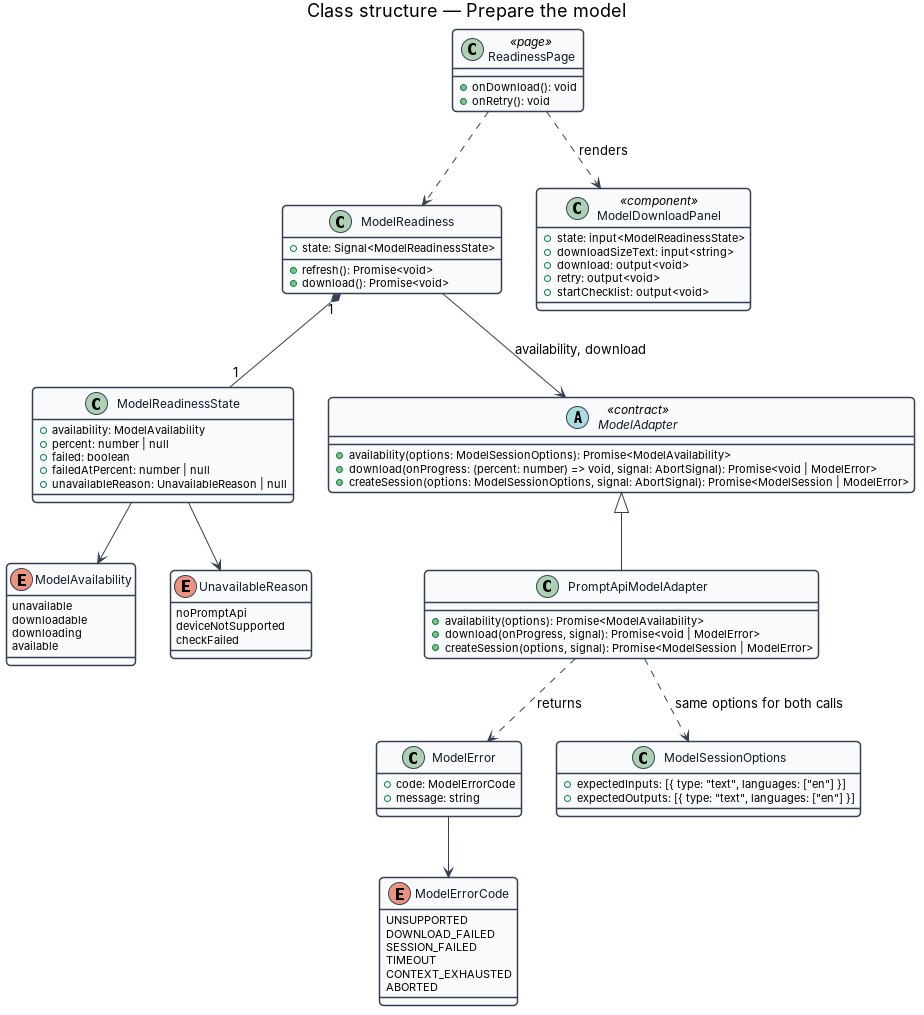 Class structure — Prepare the model
C
«page»
ReadinessPage
onDownload(): void
onRetry(): void
renders
C
ModelReadiness
state: Signal<ModelReadinessState>
refresh(): Promise<void>
download(): Promise<void>
C
«component»
ModelDownloadPanel
state: input<ModelReadinessState>
downloadSizeText: input<string>
download: output<void>
retry: output<void>
startChecklist: output<void>
1
1
availability, download
C
ModelReadinessState
availability: ModelAvailability
percent: number | null
failed: boolean
failedAtPercent: number | null
unavailableReason: UnavailableReason | null
A
«contract»
ModelAdapter
availability(options: ModelSessionOptions): Promise<ModelAvailability>
download(onProgress: (percent: number) => void, signal: AbortSignal): Promise<void | ModelError>
createSession(options: ModelSessionOptions, signal: AbortSignal): Promise<ModelSession | ModelError>
E
ModelAvailability
unavailable
downloadable
downloading
available
E
UnavailableReason
noPromptApi
deviceNotSupported
checkFailed
C
PromptApiModelAdapter
availability(options): Promise<ModelAvailability>
download(onProgress, signal): Promise<void | ModelError>
createSession(options, signal): Promise<ModelSession | ModelError>
returns
same options for both calls
C
ModelError
code: ModelErrorCode
message: string
C
ModelSessionOptions
expectedInputs: [{ type: "text", languages: ["en"] }]
expectedOutputs: [{ type: "text", languages: ["en"] }]
E
ModelErrorCode
UNSUPPORTED
DOWNLOAD_FAILED
SESSION_FAILED
TIMEOUT
CONTEXT_EXHAUSTED
ABORTED